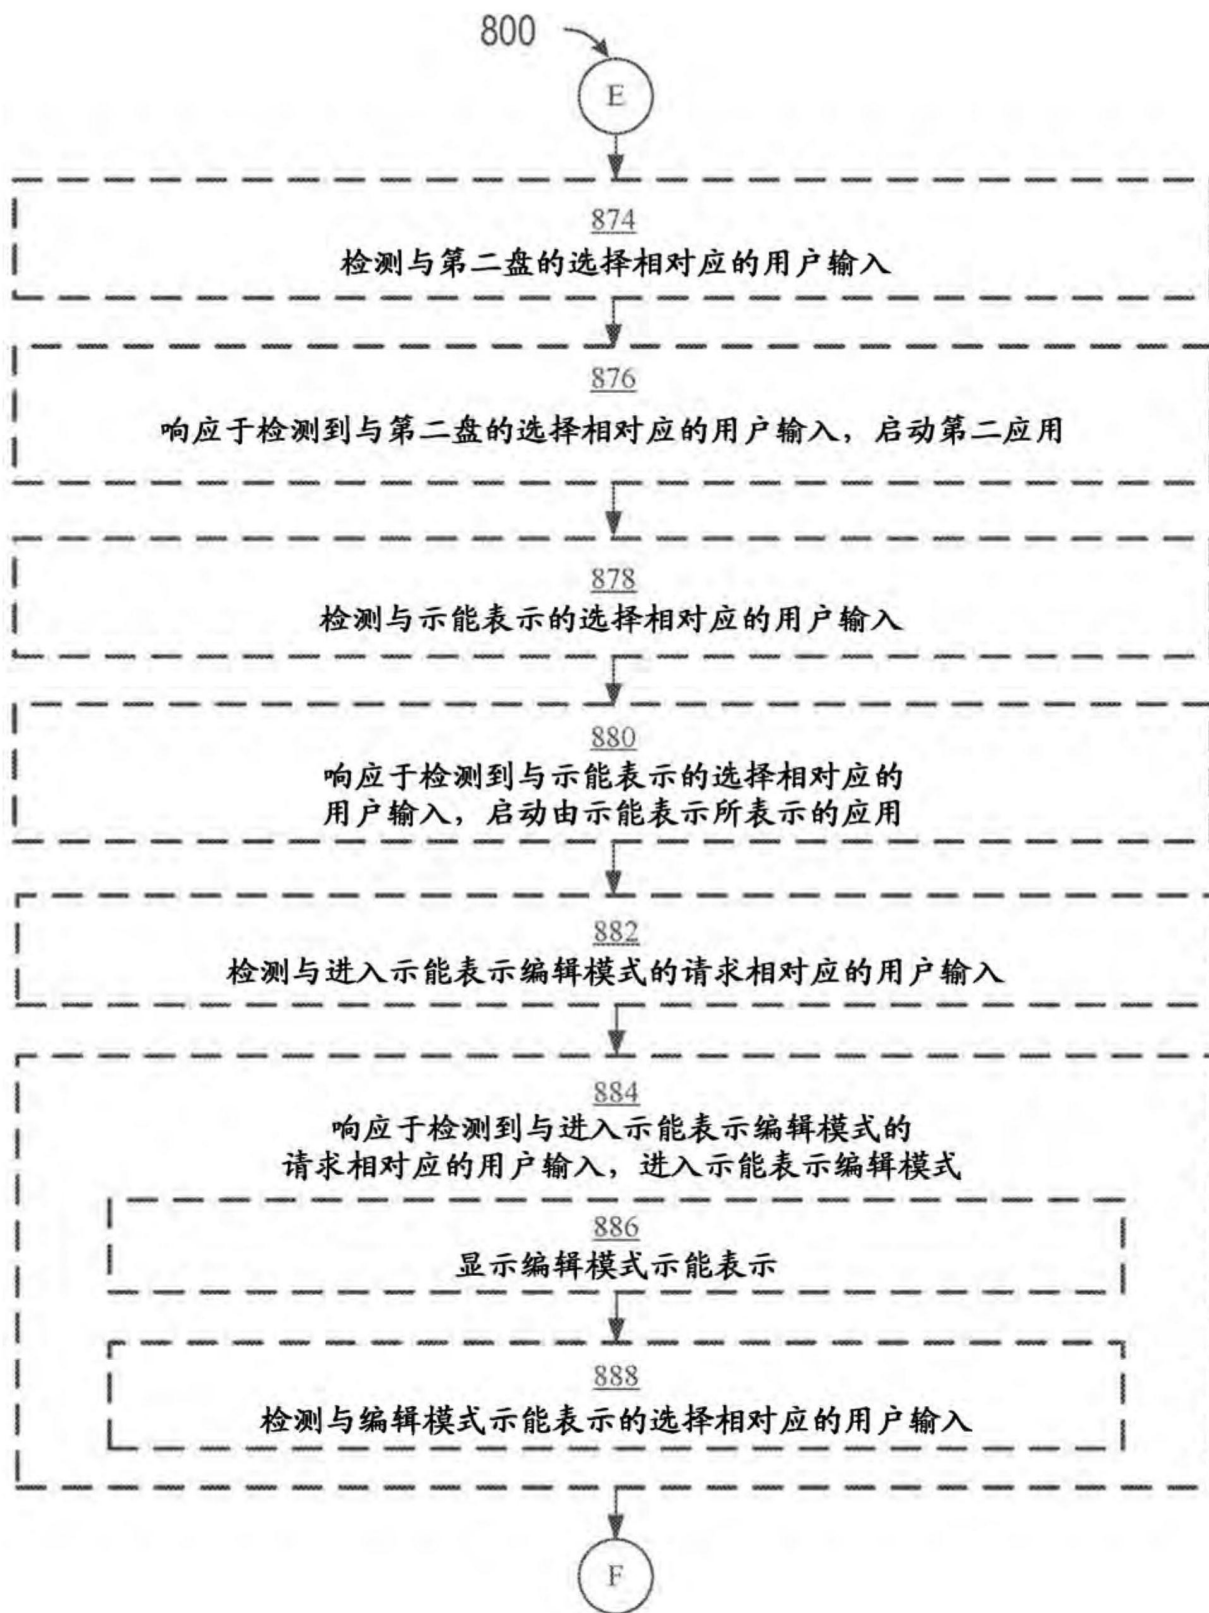 800
E
874
检测与第二盘的选择相对应的用户输入
876
响应于检测到与第二盘的选择相对应的用户输入，启动第二应用
878
检测与示能表示的选择相对应的用户输入
880
响应于检测到与示能表示的选择相对应的
用户输入，启动由示能表示所表示的应用
882
检测与进入示能表示编辑模式的请求相对应的用户输入
884
响应于检测到与进入示能表示编辑模式的
请求相对应的用户输入，进入示能表示编辑模式
886
显示编辑模式示能表示
888
检测与编辑模式示能表示的选择相对应的用户输入
F